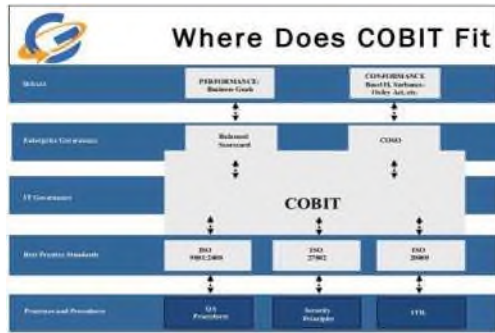 Where Does COBIT Fit
Drivers
PERFORMANCE:
Business Goals
CONFORMANCE
Basel II, Sarbanes-
Oxley Act, etc.
Enterprise Governance
Balanced
Scorecard
COSO
IT Governance
COBIT
Best Practice Standards
ISO
9001:2000
ISO
27002
ISO
20000
Processes and Procedures
QA
Procedures
Security
Principles
ITIL